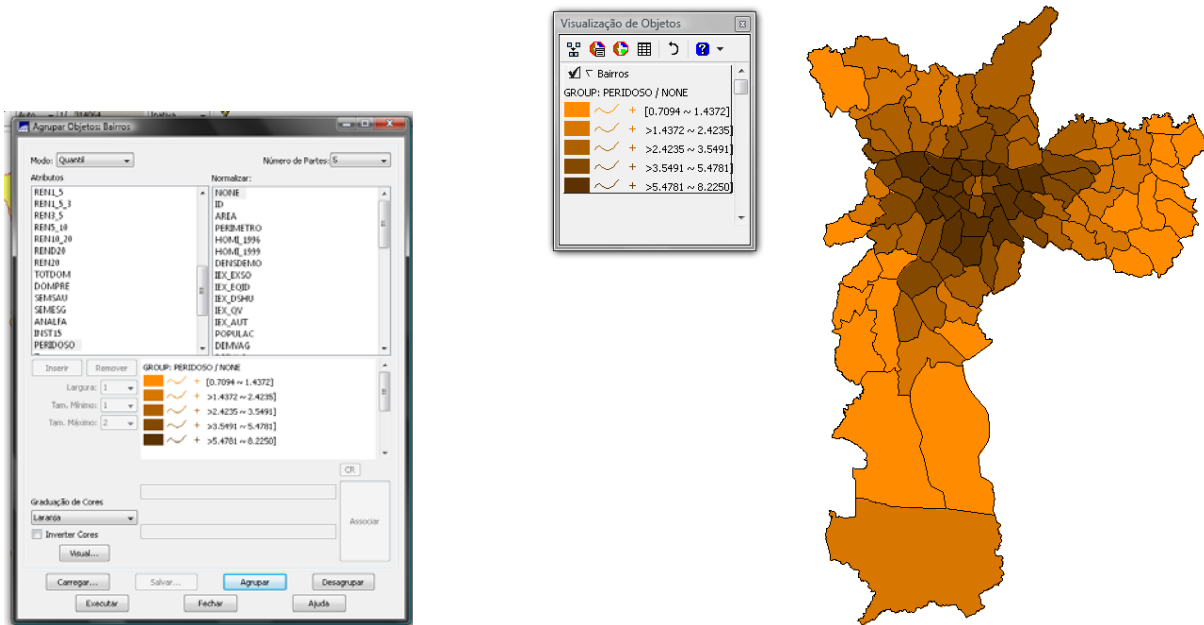 Visualização de Objetos
Bairros
GROUP: PERIDOSO / NONE
[0.7094 ~ 1.4372]
>1.4372 ~ 2.4235]
>2.4235 ~ 3.5491]
>3.5491 ~ 5.4781]
>5.4781 ~ 8.2250]
Agrupar Objetos: Bairros
Modo: Quantil
Número de Partes: 5
Atributos
REN1_5
REN1_5_3
REN3_5
REN5_10
REN10_20
REND20
REN20
TOTDOM
DOMPRE
SEMSAU
SEMESG
ANALFA
INST15
PERIDOSO
Normalizar:
NONE
ID
AREA
PERIMETRO
HOMI_1996
HOMI_1999
DENSDEMO
IEX_EXSO
IEX_EQID
IEX_DSHU
IEX_QV
IEX_AUT
POPULAC
DEMVAG
Inserir
Remover
Largura: 1
Tam. Mínimo: 1
Tam. Máximo: 2
GROUP: PERIDOSO / NONE
[0.7094 ~ 1.4372]
>1.4372 ~ 2.4235]
>2.4235 ~ 3.5491]
>3.5491 ~ 5.4781]
>5.4781 ~ 8.2250]
CR
Graduação de Cores
Laranja
Inverter Cores
Visual...
Associar
Carregar...
Salvar...
Agrupar
Desagrupar
Executar
Fechar
Ajuda